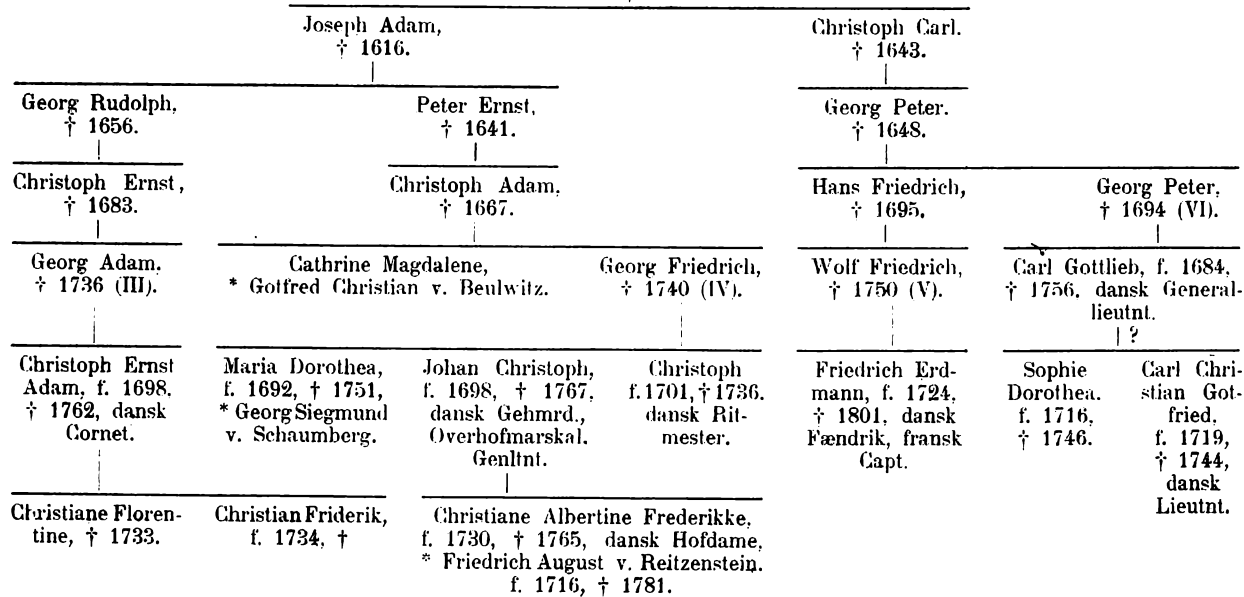 Joseph Adam,
† 1616.
Christoph Carl.
† 1643.
Georg Rudolph,
† 1656.
Peter Ernst,
† 1641.
Georg Peter.
† 1648.
Christoph Ernst,
† 1683.
Christoph Adam,
† 1667.
Hans Friedrich,
† 1695.
Georg Peter,
† 1694 (VI).
Georg Adam,
† 1736 (III).
Cathrine Magdalene,
* Gotfred Christian v. Beulwitz.
Georg Friedrich,
† 1740 (IV).
Wolf Friedrich,
† 1750 (V).
Carl Gottlieb, f. 1684,
† 1756, dansk General-
lieutnt.
?
Christoph Ernst
Adam, f. 1698.
† 1762, dansk
Cornet.
Maria Dorothea,
f. 1692, † 1751,
* Georg Siegmund
v. Schaumberg.
Johan Christoph,
f. 1698, † 1767,
dansk Gehmrd.,
Overhofmarskal.
Genltnt.
Christoph
f. 1701, † 1736.
dansk Rit-
mester.
Friedrich Erd-
mann, f. 1724,
† 1801, dansk
Fændrik, fransk
Capt.
Sophie
Dorothea.
f. 1716,
† 1746.
Carl Chri-
stian Got-
fried,
f. 1719,
† 1744,
dansk
Lieutnt.
Christiane Floren-
tine, † 1733.
Christian Friderik,
f. 1734, †
Christiane Albertine Frederikke,
f. 1730, † 1765, dansk Hofdame,
* Friedrich August v. Reitzenstein.
f. 1716, † 1781.